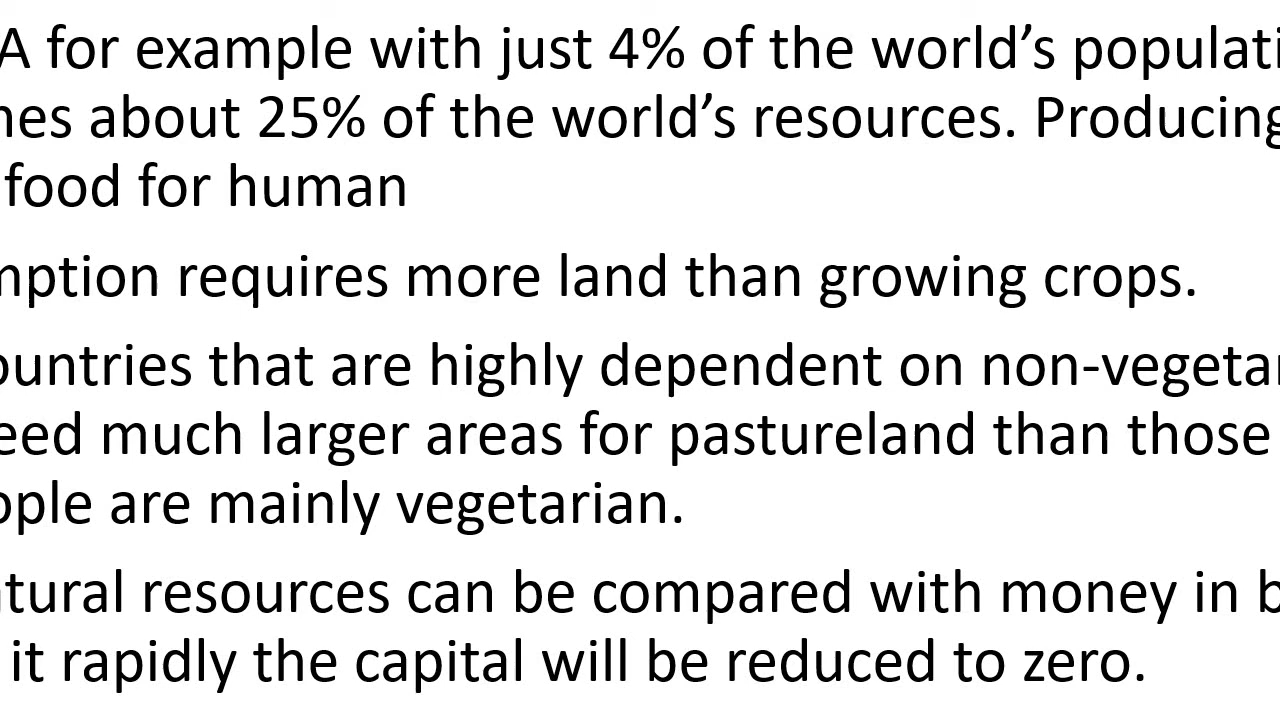 A for example with just 4% of the world's populati
nes about 25% of the world's resources. Producing
food for human
mption requires more land than growing crops.
ountries that are highly dependent on non-vegetar
eed much larger areas for pastureland than those
ople are mainly vegetarian.
atural resources can be compared with money in b
it rapidly the capital will be reduced to zero.